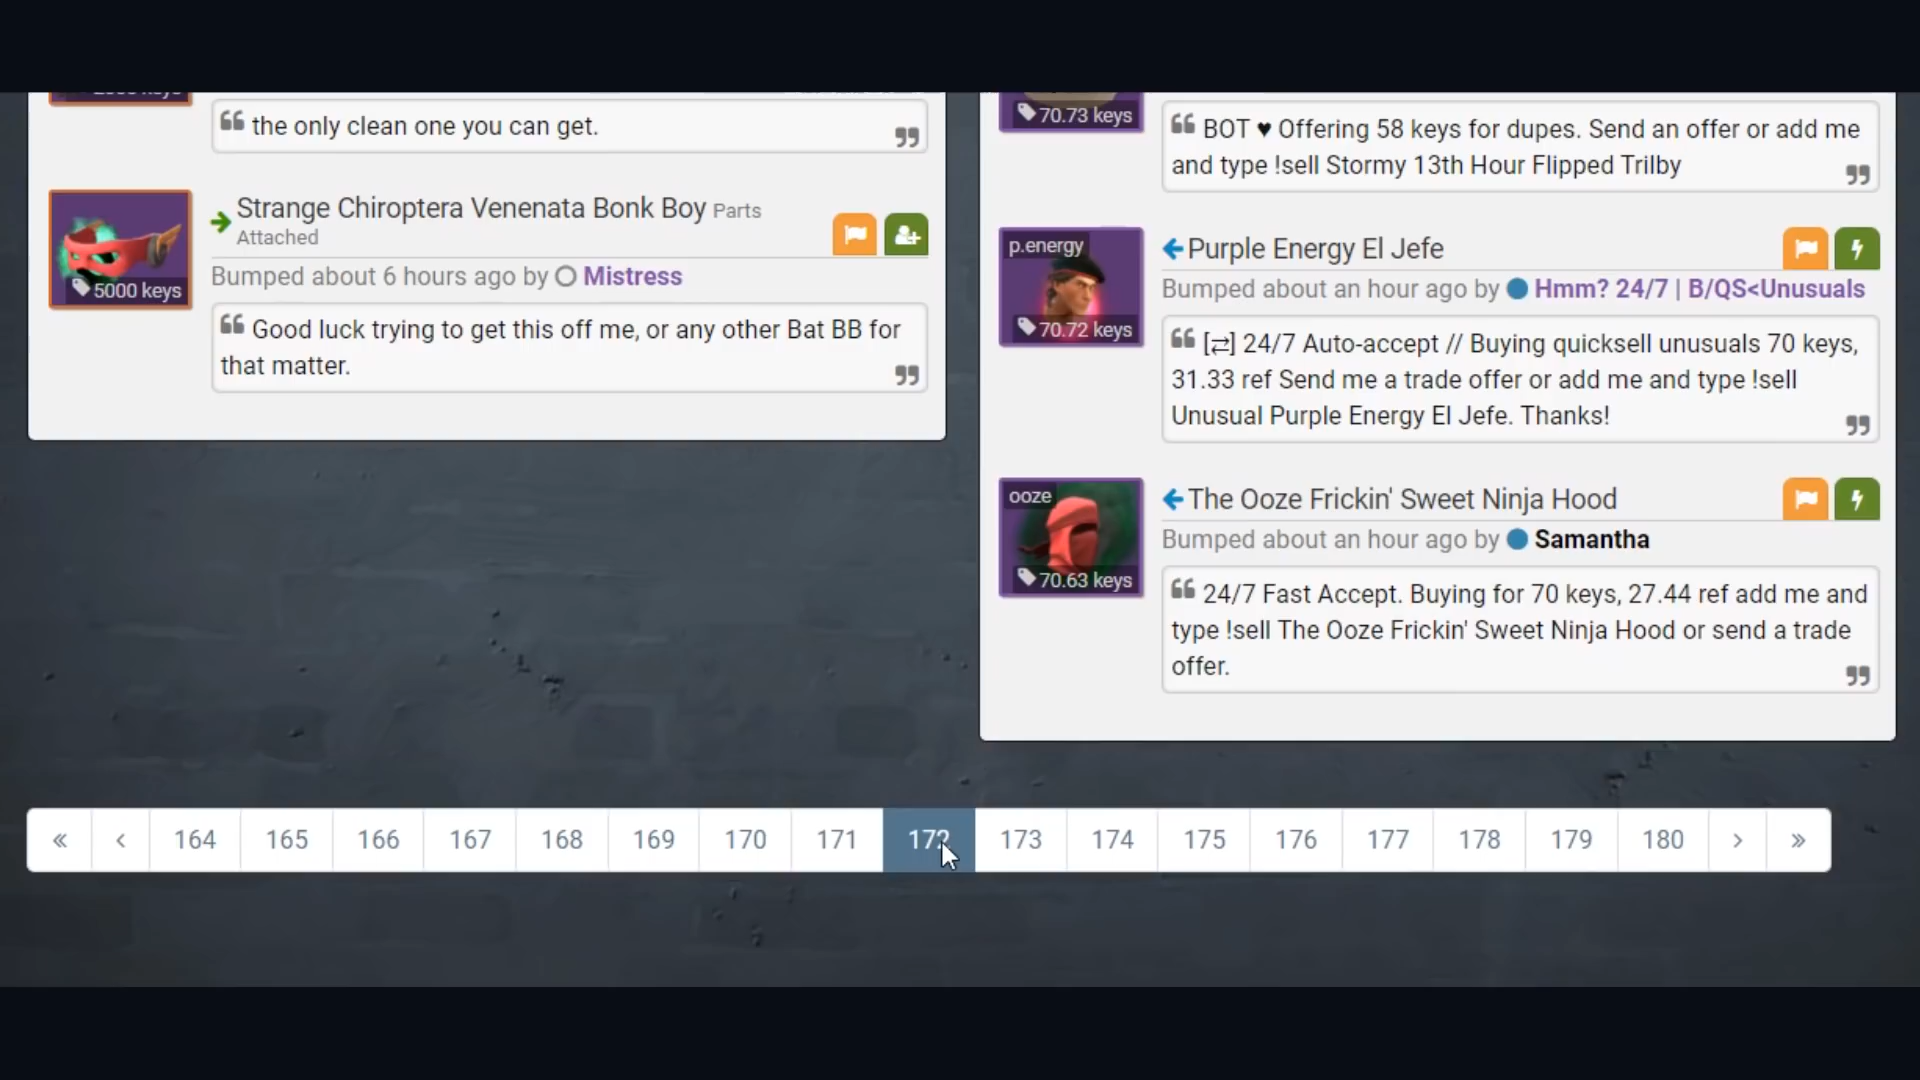 the only clean one you can get.
Strange Chiroptera Venenata Bonk Boy Parts
Attached
5000 keys
Bumped about 6 hours ago by Mistress
Good luck trying to get this off me, or any other Bat BB for
that matter.
70.73 keys
BOT ♥ Offering 58 keys for dupes. Send an offer or add me
and type !sell Stormy 13th Hour Flipped Trilby
p.energy
70.72 keys
Purple Energy El Jefe
Bumped about an hour ago by Hmm? 24/7 | B/QS<Unusuals
[⇄] 24/7 Auto-accept // Buying quicksell unusuals 70 keys,
31.33 ref Send me a trade offer or add me and type !sell
Unusual Purple Energy El Jefe. Thanks!
ooze
70.63 keys
The Ooze Frickin' Sweet Ninja Hood
Bumped about an hour ago by Samantha
24/7 Fast Accept. Buying for 70 keys, 27.44 ref add me and
type !sell The Ooze Frickin' Sweet Ninja Hood or send a trade
offer.
« ‹ 164 165 166 167 168 169 170 171 172 173 174 175 176 177 178 179 180 › »